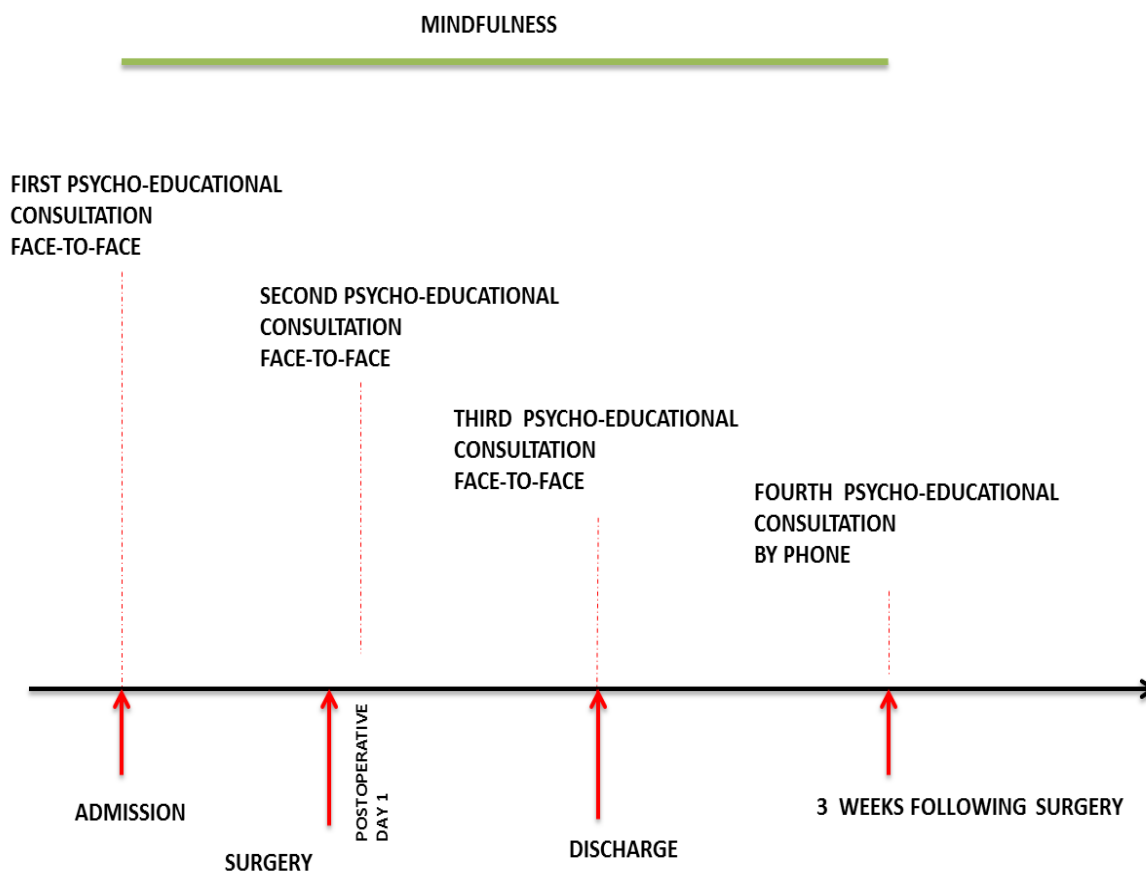 MINDFULNESS
FIRST PSYCHO-EDUCATIONAL
CONSULTATION
FACE-TO-FACE
SECOND PSYCHO-EDUCATIONAL
CONSULTATION
FACE-TO-FACE
THIRD PSYCHO-EDUCATIONAL
CONSULTATION
FACE-TO-FACE
FOURTH PSYCHO-EDUCATIONAL
CONSULTATION
BY PHONE
ADMISSION
SURGERY
POSTOPERATIVE
DAY 1
DISCHARGE
3 WEEKS FOLLOWING SURGERY